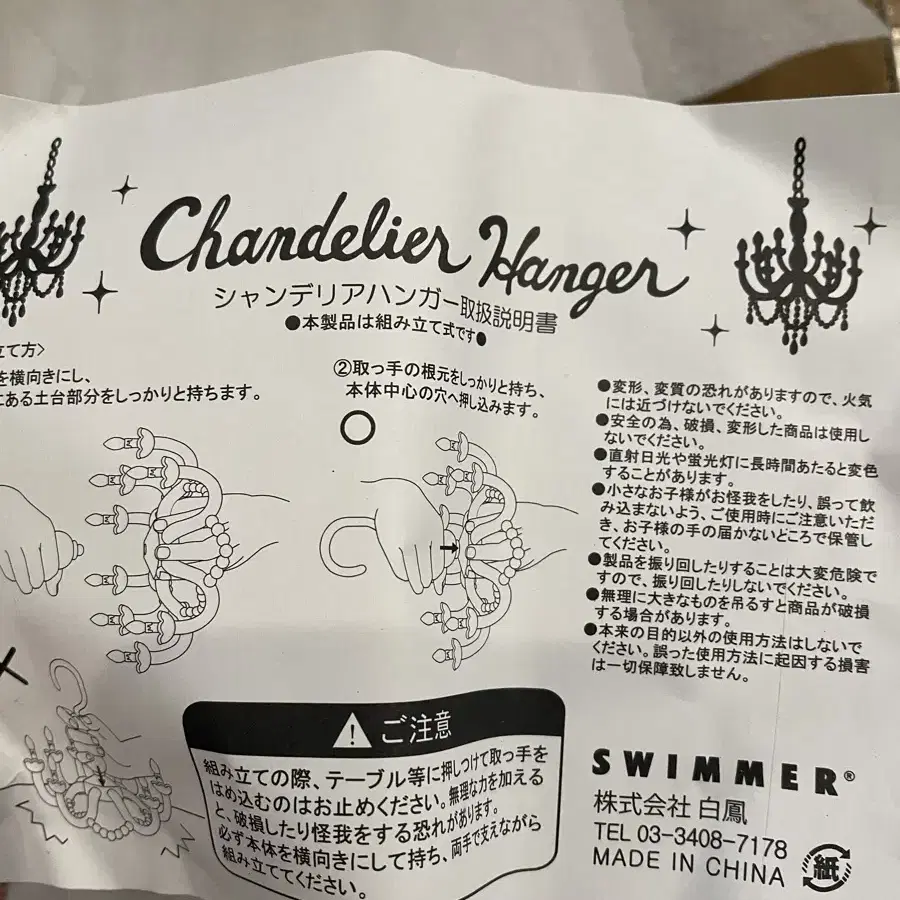 Chandelier Hanger
シャンデリアハンガー取扱説明書
●本製品は組み立て式です●
立て方>
を横向きにし、
にある土台部分をしっかりと持ちます。
②取っ手の根元をしっかりと持ち、
本体中心の穴へ押し込みます。
●変形、変質の恐れがありますので、火気
には近づけないでください。
●安全の為、破損、変形した商品は使用し
ないでください。
●直射日光や蛍光灯に長時間あたると変色
することがあります。
●小さなお子様がお怪我をしたり、誤って飲
み込まないよう、ご使用時にご注意いただ
き、お子様の手の届かないところで保管し
てください。
●製品を振り回したりすることは大変危険で
すので、振り回したりしないでください。
●無理に大きなものを吊るすと商品が破損
する場合があります。
●本来の目的以外の使用方法はしないで
ください。誤った使用方法に起因する損害
は一切保障致しません。
ご注意
組み立ての際、テーブル等に押しつけて取っ手を
はめ込むのはお止めください。無理な力を加える
と、破損したり怪我をする恐れがあります。
必ず本体を横向きにして持ち、両手で支えながら
組み立ててください。
SWIMMER®
株式会社 白鳳
TEL 03-3408-7178
MADE IN CHINA
紙